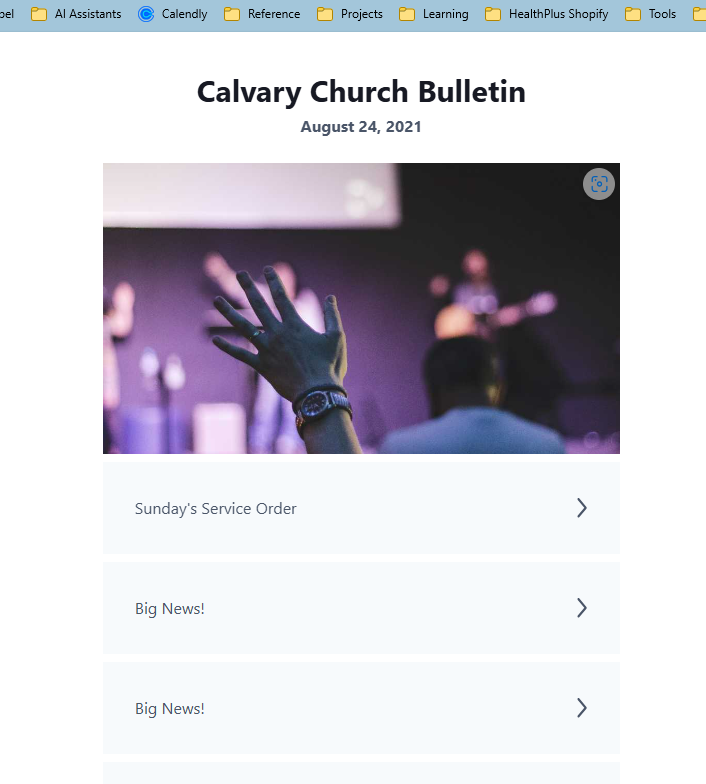 bel AI Assistants Calendly Reference Projects Learning HealthPlus Shopify Tools
Calvary Church Bulletin
August 24, 2021
Sunday's Service Order
Big News!
Big News!